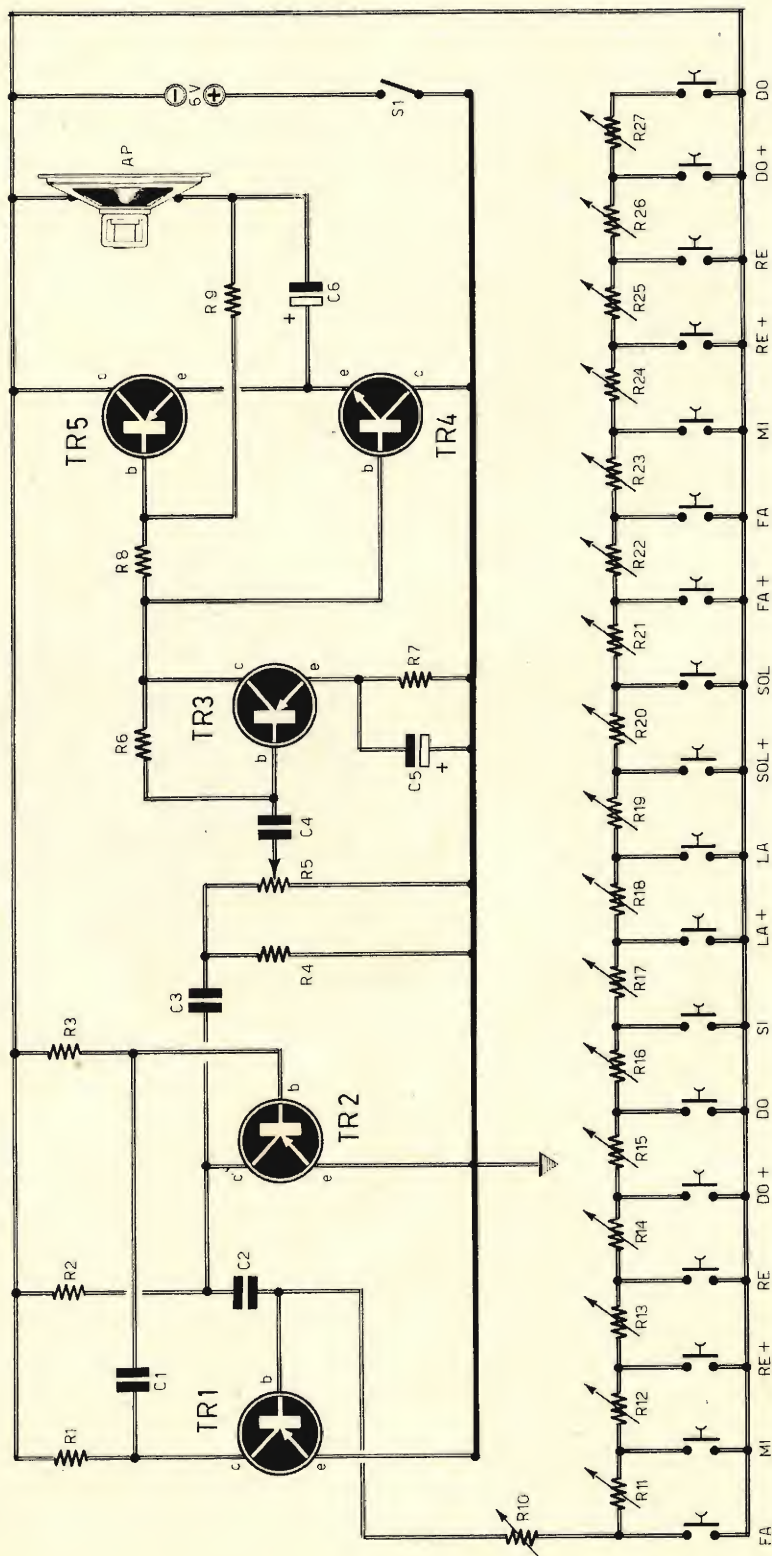 R1
R2
R3
C1
C2
TR1
b
c
e
TR2
b
c
e
C3
R4
R5
C4
R6
TR3
b
c
e
C5
+
R7
R8
TR5
b
c
e
TR4
b
e
c
R9
C6
+
AP
6V
S1
R10
R11
R12
R13
R14
R15
R16
R17
R18
R19
R20
R21
R22
R23
R24
R25
R26
R27
FA
MI
RE+
RE
DO+
DO
SI
LA+
LA
SOL+
SOL
FA+
FA
MI
RE+
RE
DO+
DO